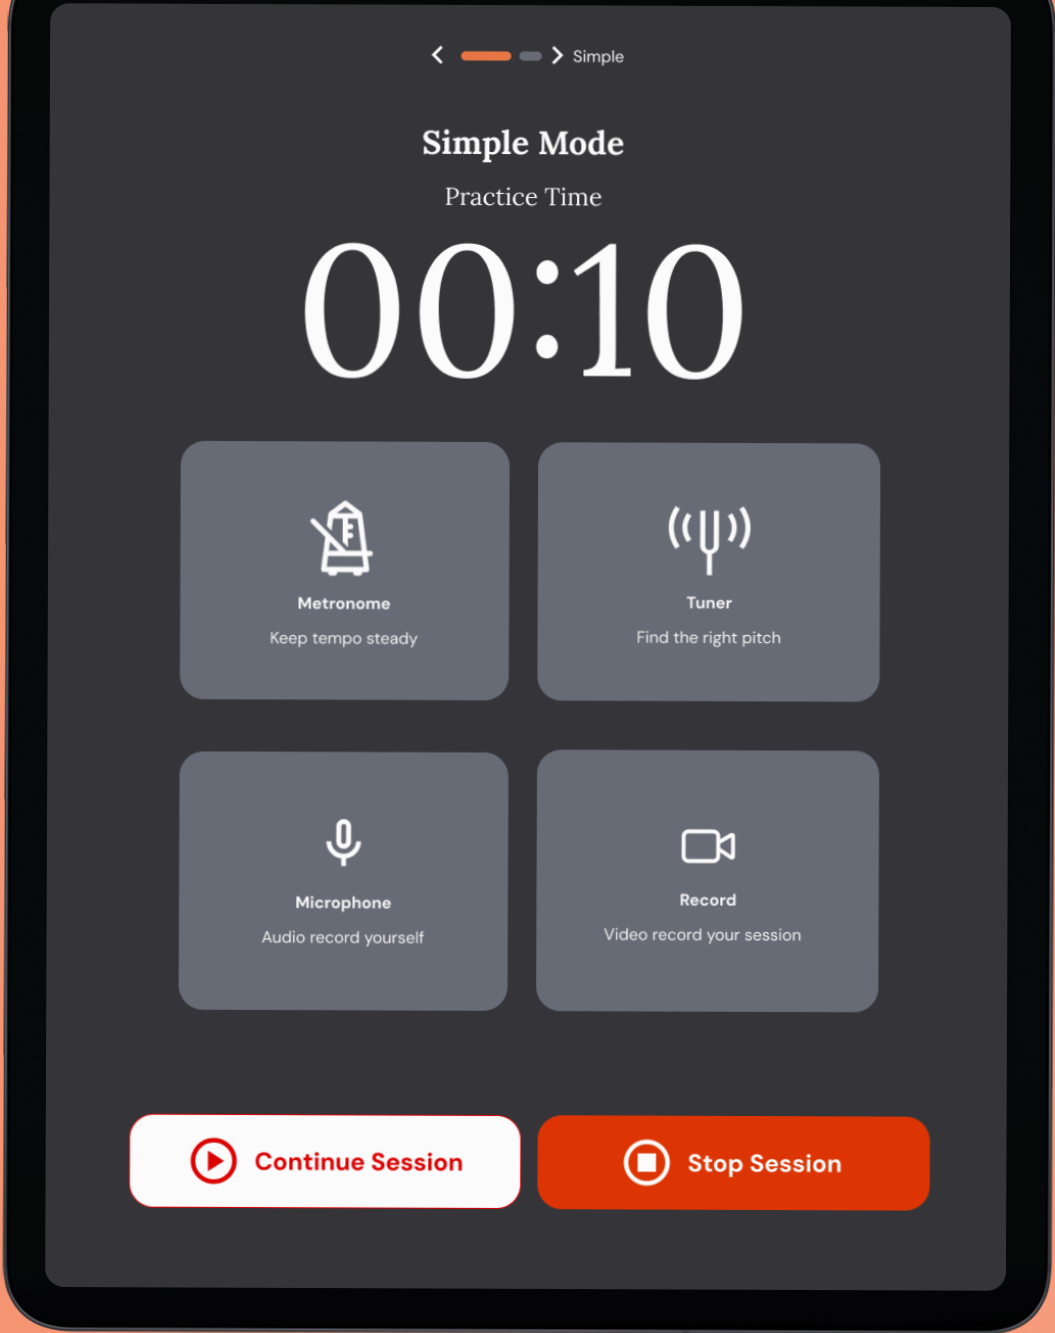 Simple
Simple Mode
Practice Time
00:10
Metronome
Keep tempo steady
Tuner
Find the right pitch
Microphone
Audio record yourself
Record
Video record your session
Continue Session
Stop Session